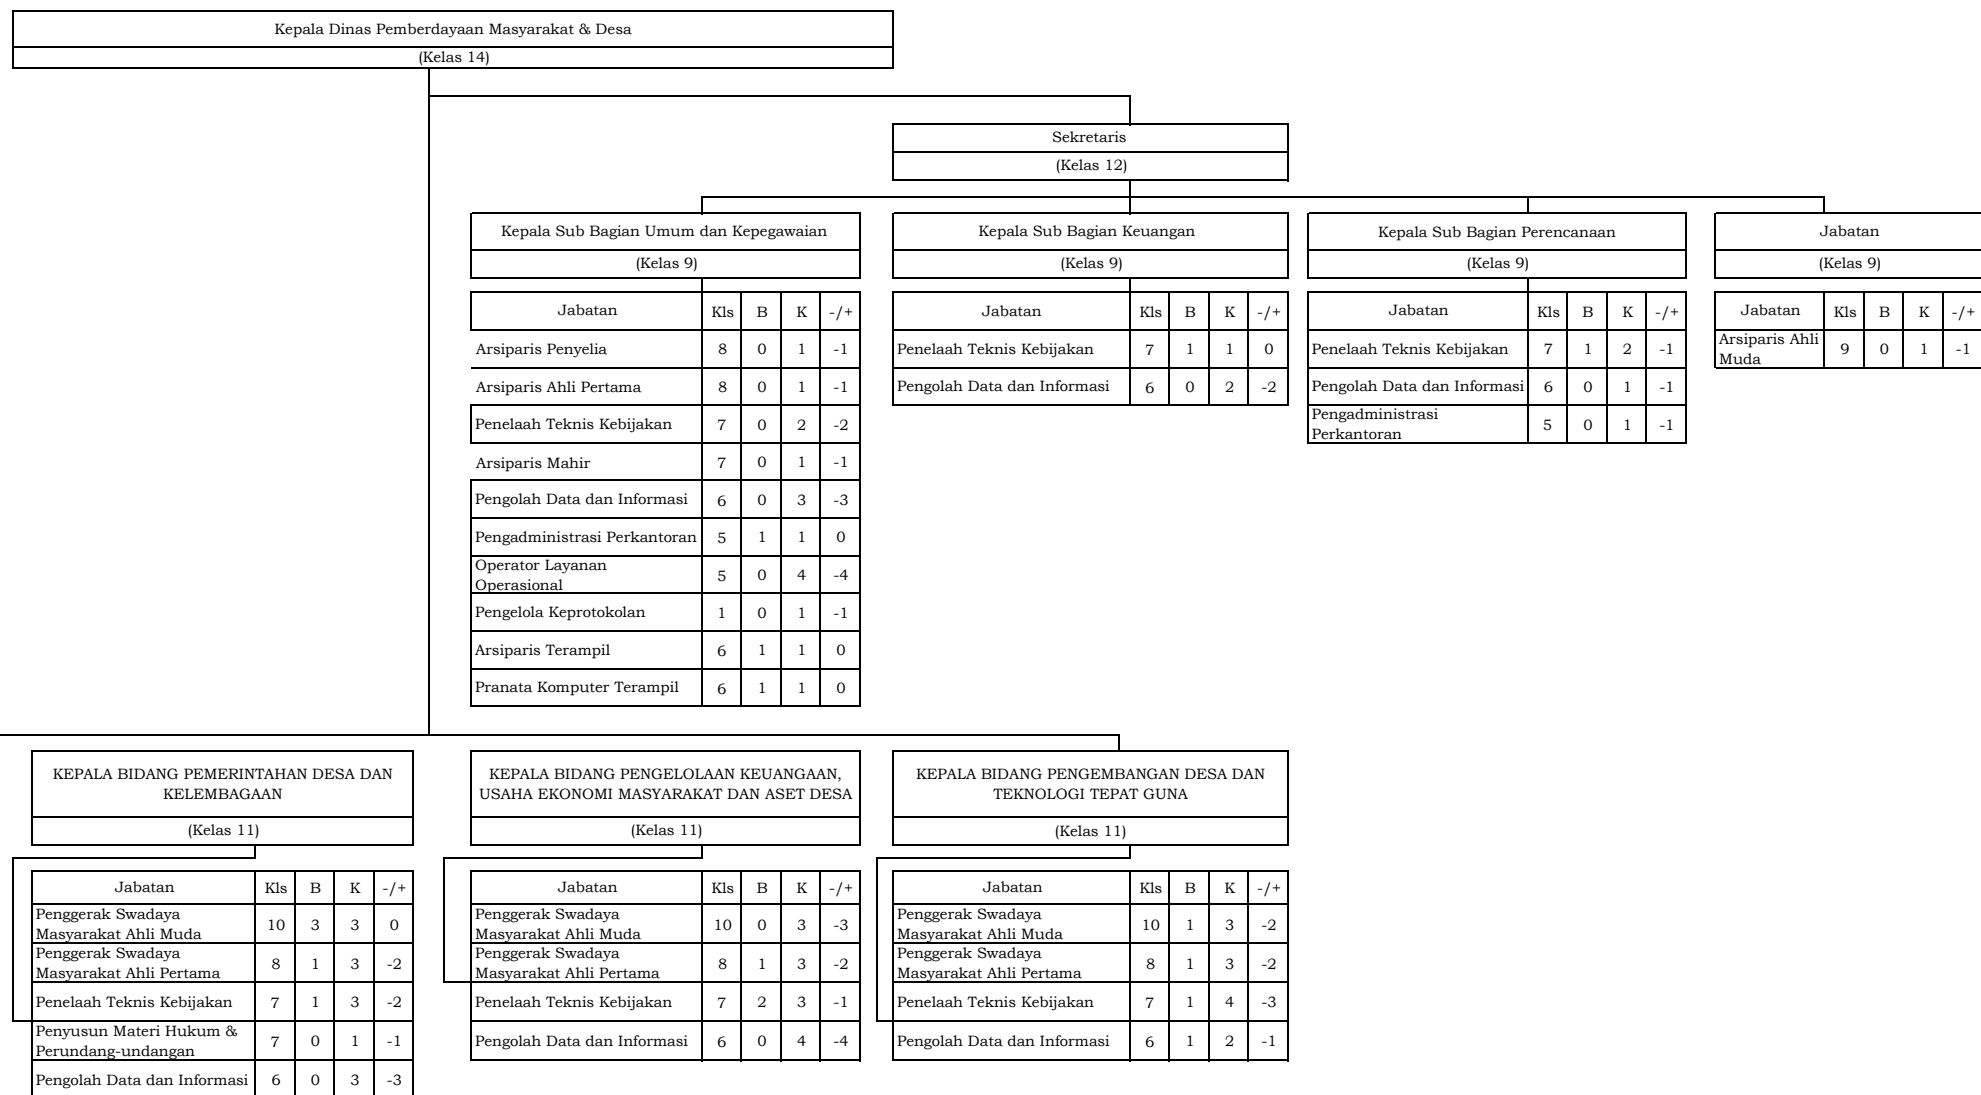 Kepala Dinas Pemberdayaan Masyarakat & Desa
(Kelas 14)
Sekretaris
(Kelas 12)
Kepala Sub Bagian Umum dan Kepegawaian
(Kelas 9)
Jabatan Kls B K -/+
Arsiparis Penyelia 8 0 1 -1
Arsiparis Ahli Pertama 8 0 1 -1
Penelaah Teknis Kebijakan 7 0 2 -2
Arsiparis Mahir 7 0 1 -1
Pengolah Data dan Informasi 6 0 3 -3
Pengadministrasi Perkantoran 5 1 1 0
Operator Layanan
Operasional 5 0 4 -4
Pengelola Keprotokolan 1 0 1 -1
Arsiparis Terampil 6 1 1 0
Pranata Komputer Terampil 6 1 1 0
Kepala Sub Bagian Keuangan
(Kelas 9)
Jabatan Kls B K -/+
Penelaah Teknis Kebijakan 7 1 1 0
Pengolah Data dan Informasi 6 0 2 -2
Kepala Sub Bagian Perencanaan
(Kelas 9)
Jabatan Kls B K -/+
Penelaah Teknis Kebijakan 7 1 2 -1
Pengolah Data dan Informasi 6 0 1 -1
Pengadministrasi
Perkantoran 5 0 1 -1
Jabatan
(Kelas 9)
Jabatan Kls B K -/+
Arsiparis Ahli
Muda 9 0 1 -1
KEPALA BIDANG PEMERINTAHAN DESA DAN
KELEMBAGAAN
(Kelas 11)
Jabatan Kls B K -/+
Penggerak Swadaya
Masyarakat Ahli Muda 10 3 3 0
Penggerak Swadaya
Masyarakat Ahli Pertama 8 1 3 -2
Penelaah Teknis Kebijakan 7 1 3 -2
Penyusun Materi Hukum &
Perundang-undangan 7 0 1 -1
Pengolah Data dan Informasi 6 0 3 -3
KEPALA BIDANG PENGELOLAAN KEUANGAAN,
USAHA EKONOMI MASYARAKAT DAN ASET DESA
(Kelas 11)
Jabatan Kls B K -/+
Penggerak Swadaya
Masyarakat Ahli Muda 10 0 3 -3
Penggerak Swadaya
Masyarakat Ahli Pertama 8 1 3 -2
Penelaah Teknis Kebijakan 7 2 3 -1
Pengolah Data dan Informasi 6 0 4 -4
KEPALA BIDANG PENGEMBANGAN DESA DAN
TEKNOLOGI TEPAT GUNA
(Kelas 11)
Jabatan Kls B K -/+
Penggerak Swadaya
Masyarakat Ahli Muda 10 1 3 -2
Penggerak Swadaya
Masyarakat Ahli Pertama 8 1 3 -2
Penelaah Teknis Kebijakan 7 1 4 -3
Pengolah Data dan Informasi 6 1 2 -1